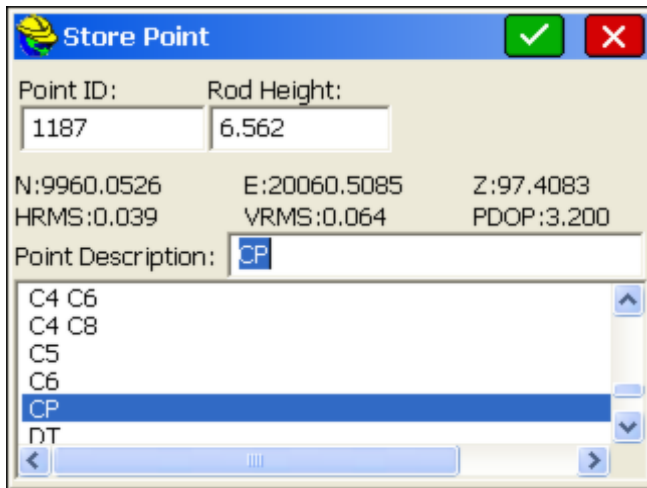 Store Point
Point ID: Rod Height:
1187 6.562
N:9960.0526 E:20060.5085 Z:97.4083
HRMS:0.039 VRMS:0.064 PDOP:3.200
Point Description: CP
C4 C6
C4 C8
C5
C6
CP
DT